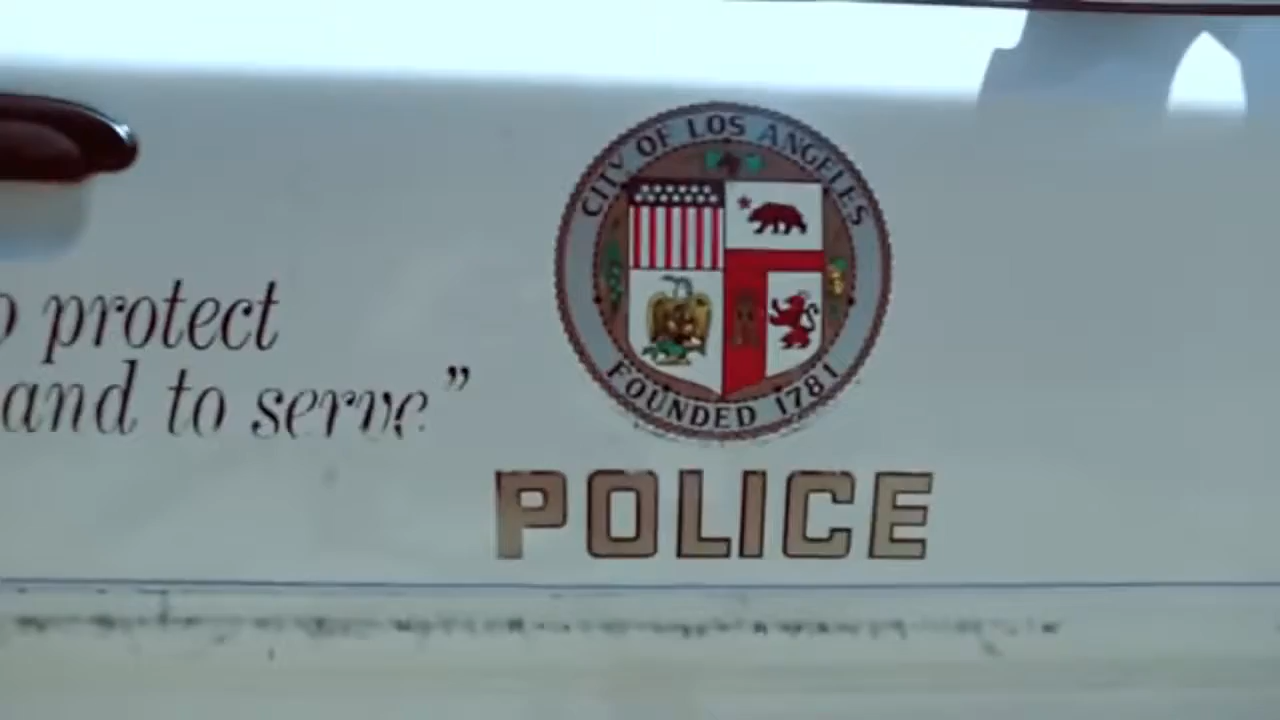 o protect
and to serve”
CITY OF LOS ANGELES
FOUNDED 1781
POLICE